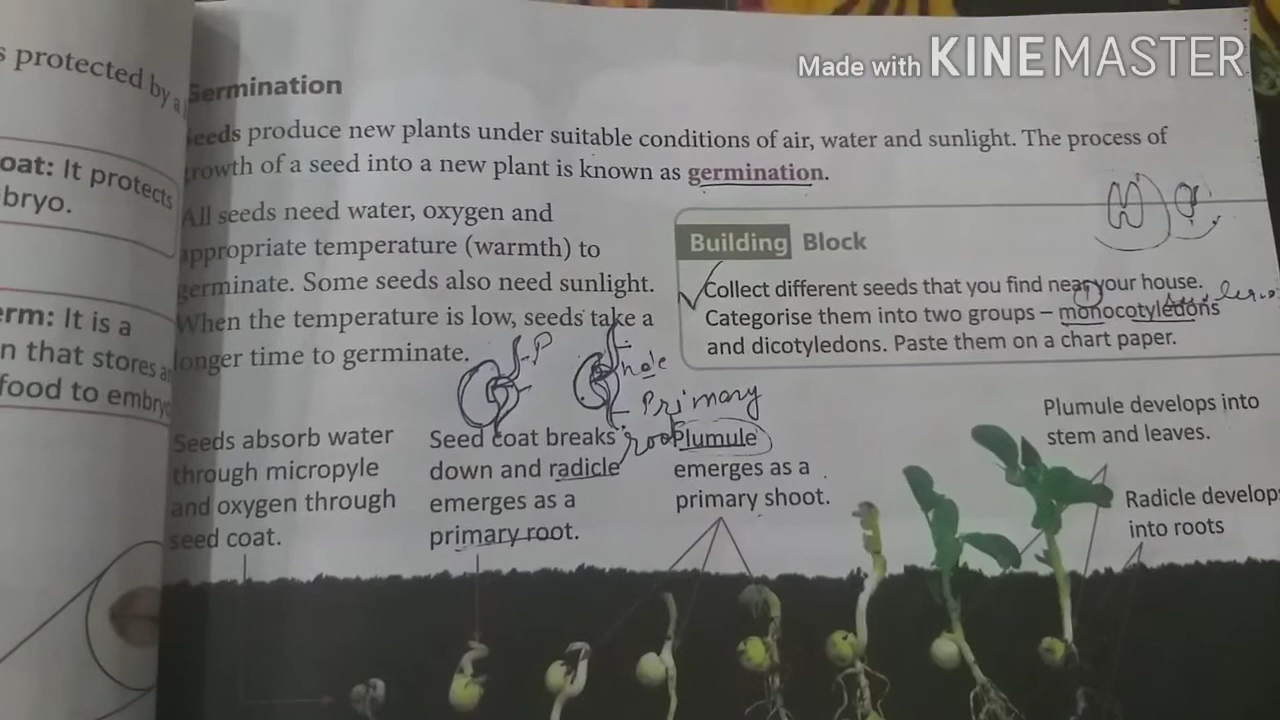 Made with KINEMASTER
s protected by a
oat: It protects
bryo.
erm: It is a
n that stores
food to embry
Germination
Seeds produce new plants under suitable conditions of air, water and sunlight. The process of
growth of a seed into a new plant is known as germination.
All seeds need water, oxygen and
appropriate temperature (warmth) to
germinate. Some seeds also need sunlight.
When the temperature is low, seeds take a
longer time to germinate.
Building Block
Collect different seeds that you find near your house.
Categorise them into two groups – monocotyledons
and dicotyledons. Paste them on a chart paper.
P
Primary
root
Seeds absorb water
through micropyle
and oxygen through
seed coat.
Seed coat breaks
down and radicle
emerges as a
primary root.
Plumule
emerges as a
primary shoot.
Plumule develops into
stem and leaves.
Radicle develop
into roots